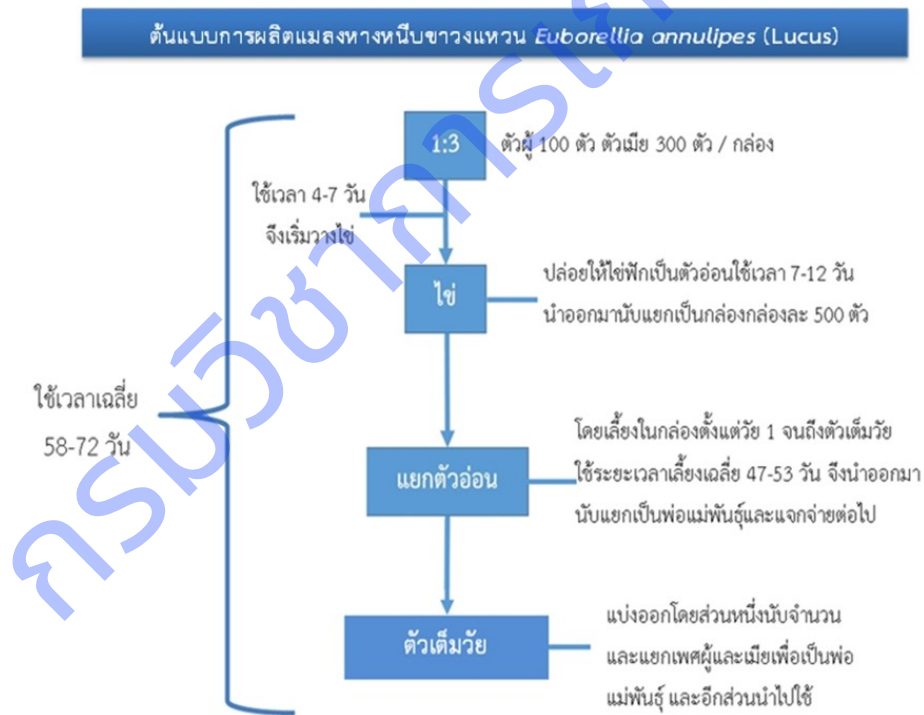 ต้นแบบการผลิตแมลงหางหนีบขาวงแหวน Euborellia annulipes (Lucus)
1:3
ตัวผู้ 100 ตัว ตัวเมีย 300 ตัว / กล่อง
ใช้เวลา 4-7 วัน
จึงเริ่มวางไข่
ไข่
ปล่อยให้ไข่ฟักเป็นตัวอ่อนใช้เวลา 7-12 วัน
นำออกมานับแยกเป็นกล่องกล่องละ 500 ตัว
ใช้เวลาเฉลี่ย
58-72 วัน
แยกตัวอ่อน
โดยเลี้ยงในกล่องตั้งแต่วัย 1 จนถึงตัวเต็มวัย
ใช้ระยะเวลาเลี้ยงเฉลี่ย 47-53 วัน จึงนำออกมา
นับแยกเป็นพ่อแม่พันธุ์และแจกจ่ายต่อไป
ตัวเต็มวัย
แบ่งออกโดยส่วนหนึ่งนับจำนวน
และแยกเพศผู้และเมียเพื่อเป็นพ่อ
แม่พันธุ์ และอีกส่วนนำไปใช้
กรมวิชาการเก